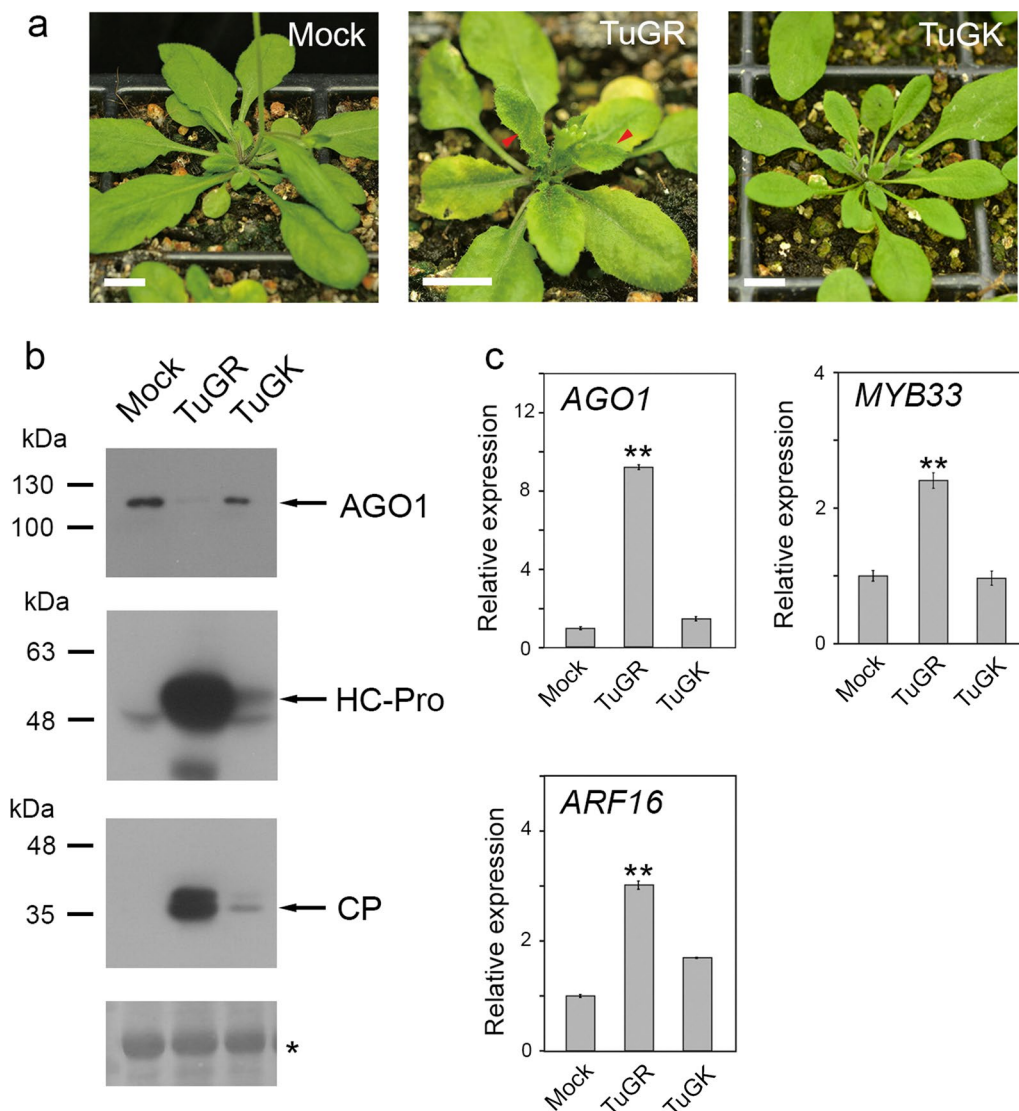 a
Mock
TuGR
TuGK
b
Mock
TuGR
TuGK
kDa
130
100
AGO1
kDa
63
48
HC-Pro
kDa
48
35
CP
*
c
Relative expression
12
8
4
0
AGO1
**
Mock
TuGR
TuGK
Relative expression
4
2
0
MYB33
**
Mock
TuGR
TuGK
Relative expression
4
2
0
ARF16
**
Mock
TuGR
TuGK